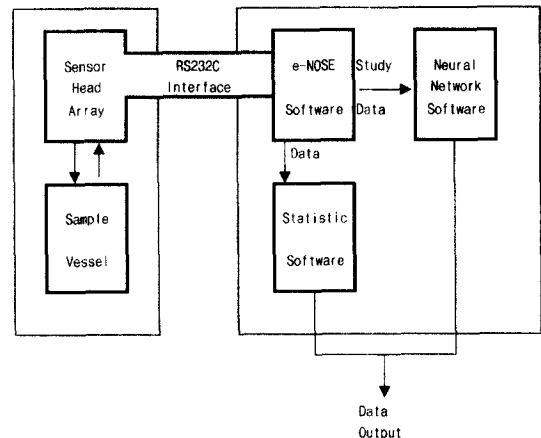 Sensor
Head
Array
RS232C
Interface
e-NOSE
Software
Study
Data
Neural
Network
Software
Data
Sample
Vessel
Statistic
Software
Data
Output